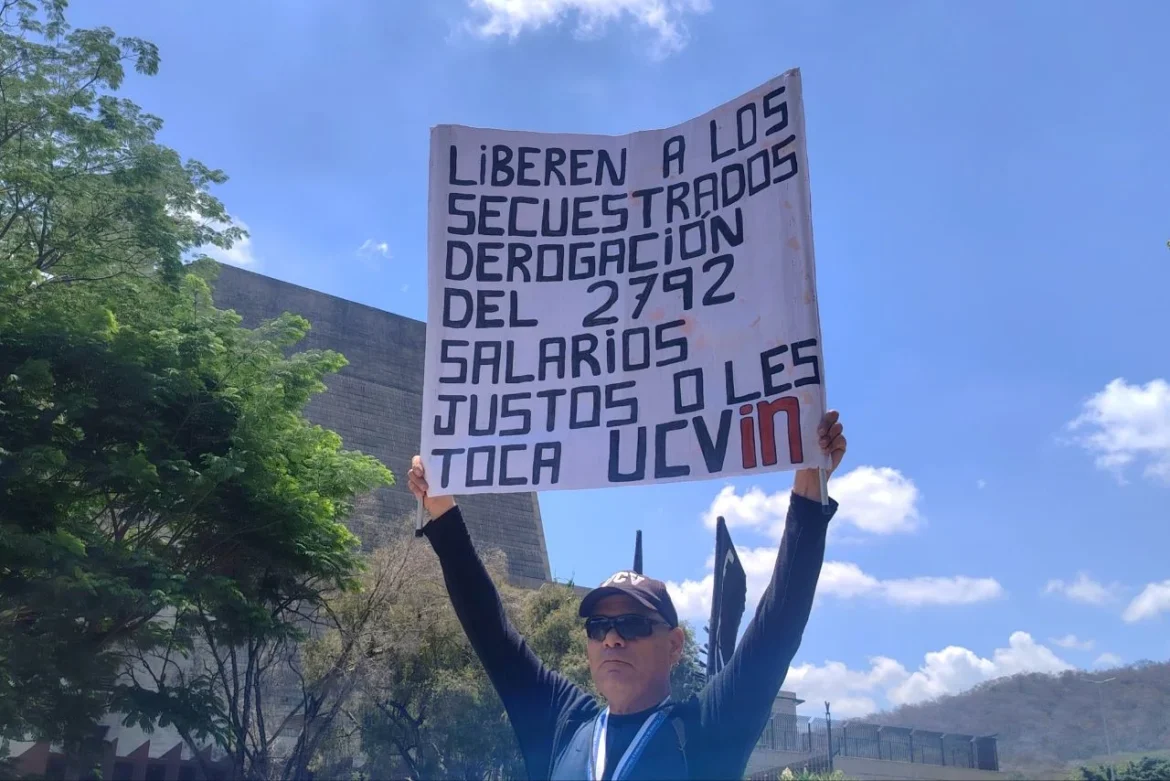 LiBEREN A LOS
SECUESTRADOS
DEROGACIÓN
DEL 2792
SALARiOS
JUSTOS O LES
TOCA UCVin
UCV